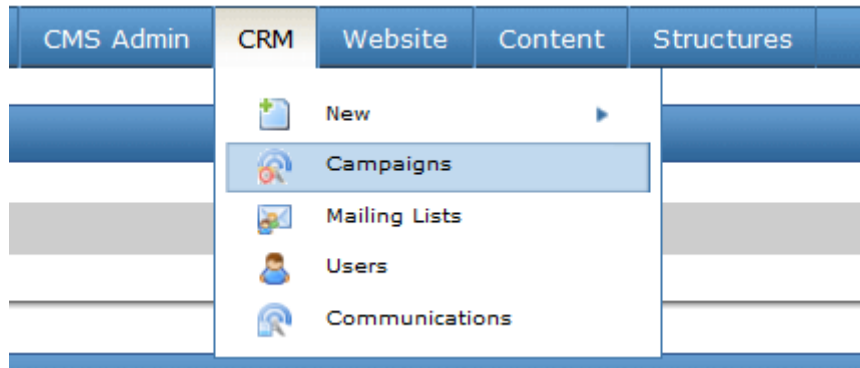 CMS Admin CRM Website Content Structures
New
Campaigns
Mailing Lists
Users
Communications